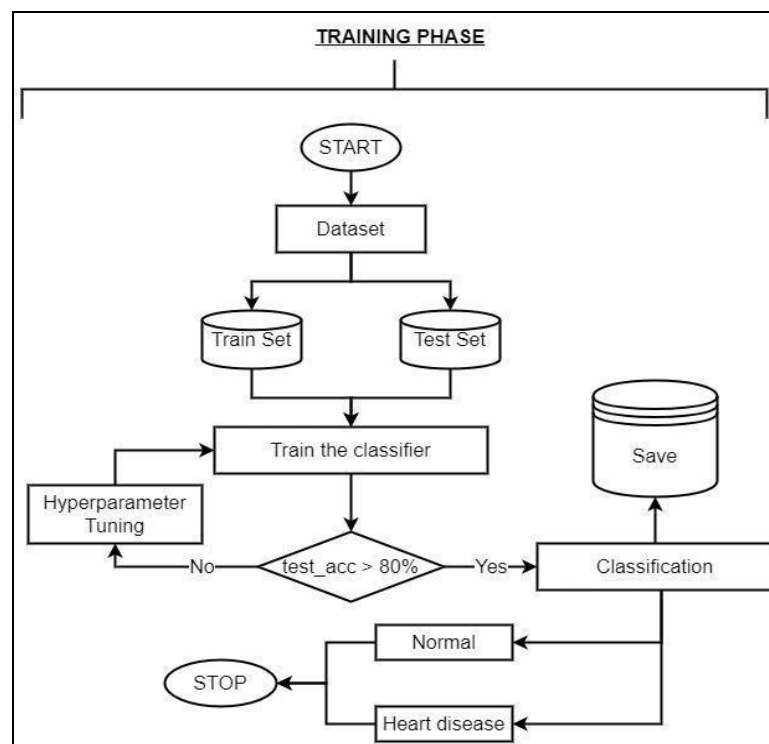 TRAINING PHASE
START
Dataset
Train Set
Test Set
Train the classifier
Save
Hyperparameter
Tuning
No
test_acc > 80%
Yes
Classification
Normal
STOP
Heart disease